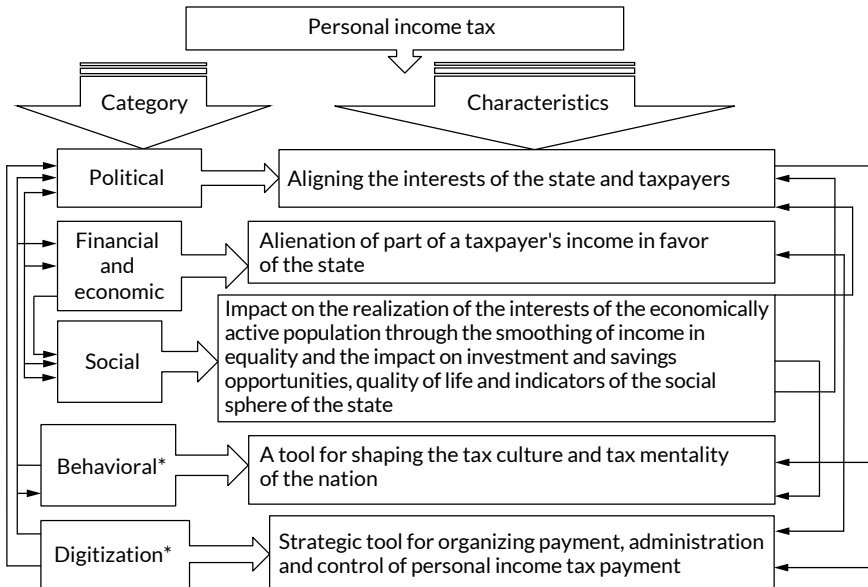 Personal income tax
Category
Characteristics
Political
Aligning the interests of the state and taxpayers
Financial
and
economic
Alienation of part of a taxpayer's income in favor
of the state
Social
Impact on the realization of the interests of the economically
active population through the smoothing of income in
equality and the impact on investment and savings
opportunities, quality of life and indicators of the social
sphere of the state
Behavioral*
A tool for shaping the tax culture and tax mentality
of the nation
Digitization*
Strategic tool for organizing payment, administration
and control of personal income tax payment